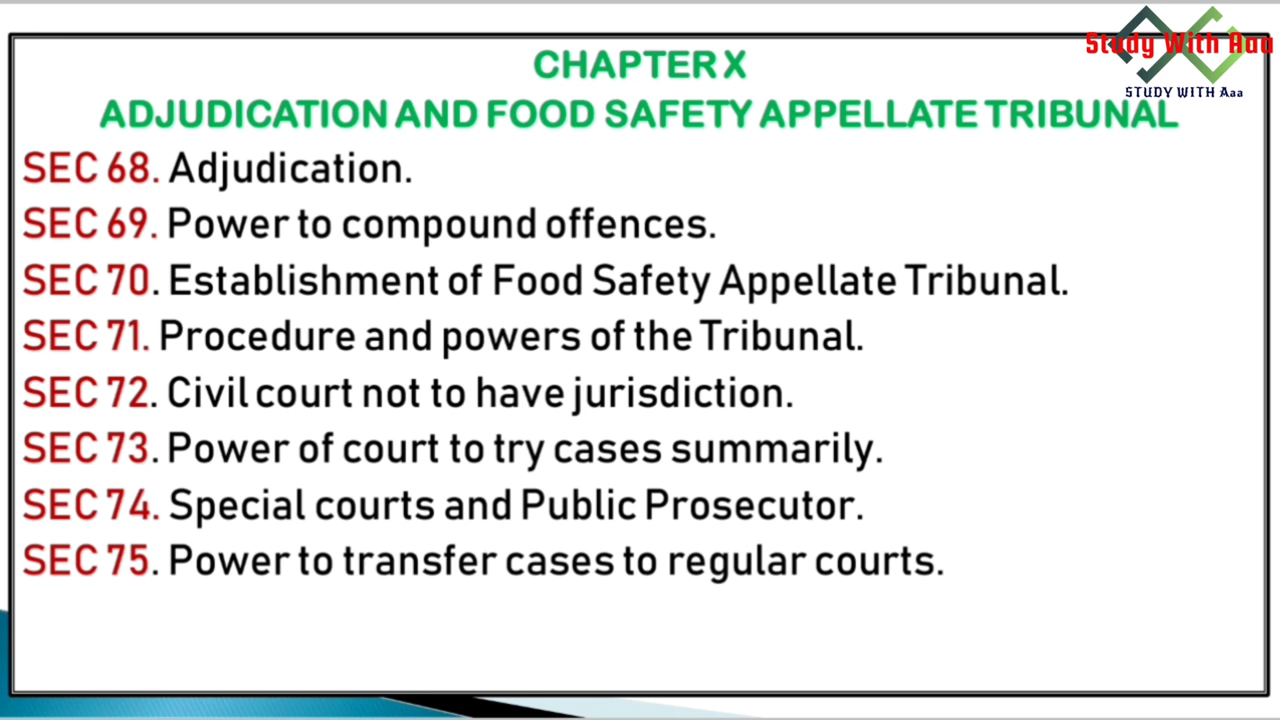 Study With Aaa
STUDY WITH Aaa
CHAPTER X
ADJUDICATION AND FOOD SAFETY APPELLATE TRIBUNAL
SEC 68. Adjudication.
SEC 69. Power to compound offences.
SEC 70. Establishment of Food Safety Appellate Tribunal.
SEC 71. Procedure and powers of the Tribunal.
SEC 72. Civil court not to have jurisdiction.
SEC 73. Power of court to try cases summarily.
SEC 74. Special courts and Public Prosecutor.
SEC 75. Power to transfer cases to regular courts.